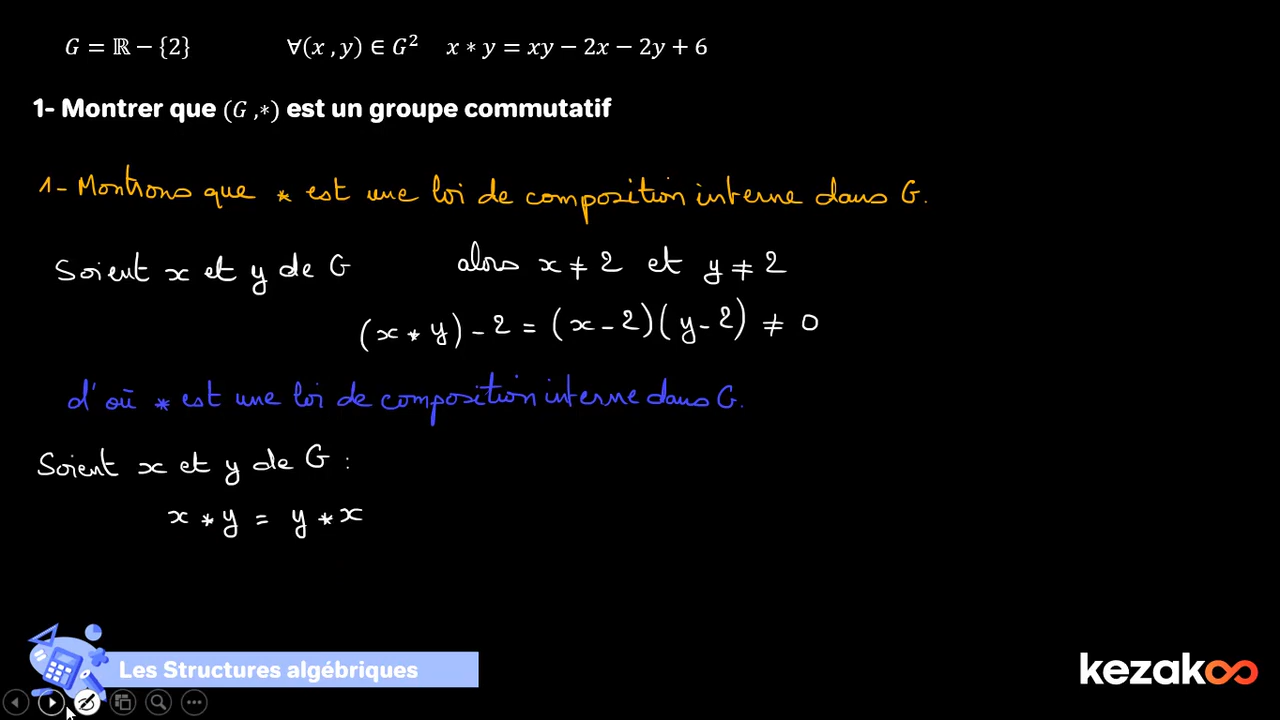 G = ℝ − {2} ∀(x , y) ∈ G² x ∗ y = xy − 2x − 2y + 6
1- Montrer que (G ,∗) est un groupe commutatif
1- Montrons que * est une loi de composition interne dans G.
Soient x et y de G alors x ≠ 2 et y ≠ 2
(x * y) - 2 = (x - 2)(y - 2) ≠ 0
d'où * est une loi de composition interne dans G.
Soient x et y de G :
x * y = y * x
Les Structures algébriques
kezakoo